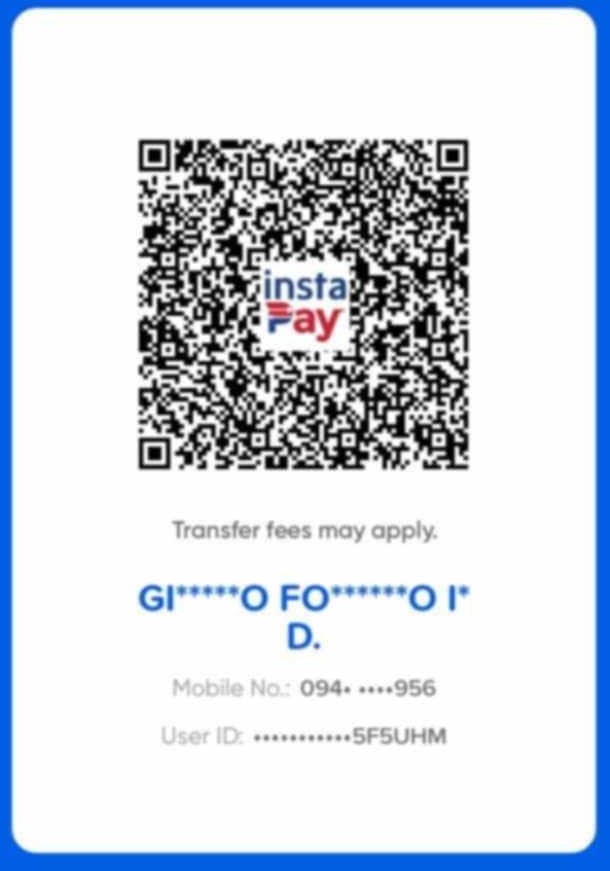 insta
Pay
Transfer fees may apply.
GI*****O FO******O I*
D.
Mobile No.: 094• ••••956
User ID: •••••••••••5F5UHM